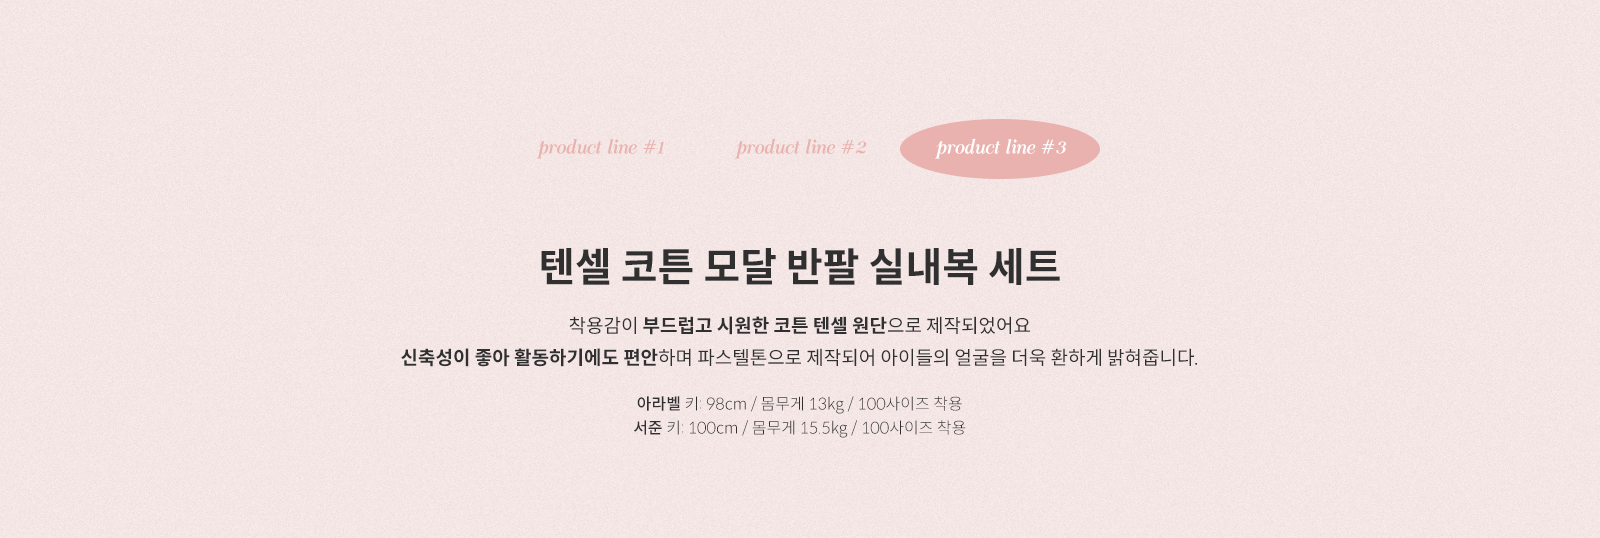 product line #1 product line #2 product line #3
텐셀 코튼 모달 반팔 실내복 세트
착용감이 부드럽고 시원한 코튼 텐셀 원단으로 제작되었어요
신축성이 좋아 활동하기에도 편안하며 파스텔톤으로 제작되어 아이들의 얼굴을 더욱 환하게 밝혀줍니다.
아라벨 키: 98cm / 몸무게 13kg / 100사이즈 착용
서준 키: 100cm / 몸무게 15.5kg / 100사이즈 착용